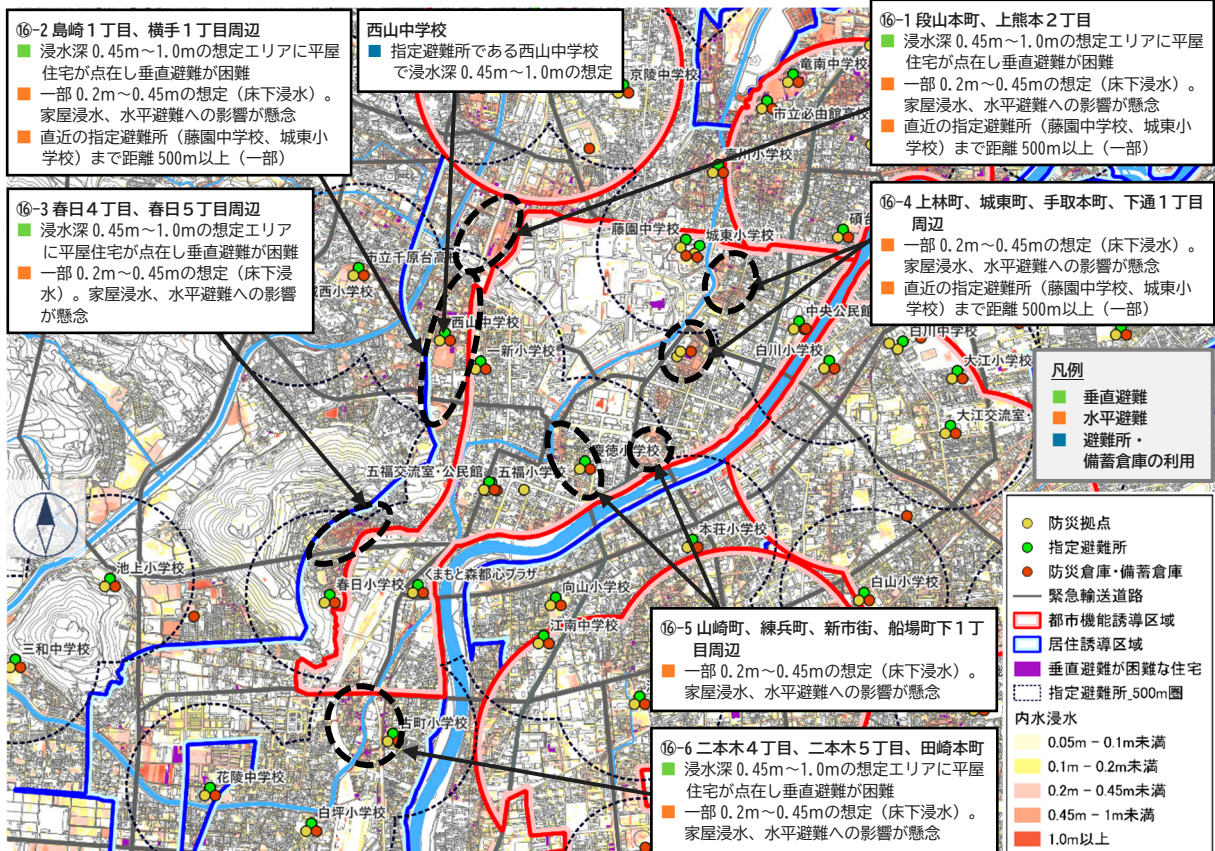 ⑯-2 島崎1丁目、横手1丁目周辺
浸水深0.45m～1.0mの想定エリアに平屋
住宅が点在し垂直避難が困難
一部0.2m～0.45mの想定（床下浸水）。
家屋浸水、水平避難への影響が懸念
直近の指定避難所（藤園中学校、城東小
学校）まで距離500m以上（一部）
西山中学校
指定避難所である西山中学校
で浸水深0.45m～1.0mの想定
⑯-1 段山本町、上熊本2丁目
浸水深0.45m～1.0mの想定エリアに平屋
住宅が点在し垂直避難が困難
一部0.2m～0.45mの想定（床下浸水）。
家屋浸水、水平避難への影響が懸念
直近の指定避難所（藤園中学校、城東小
学校）まで距離500m以上（一部）
⑯-3 春日4丁目、春日5丁目周辺
浸水深0.45m～1.0mの想定エリア
に平屋住宅が点在し垂直避難が困難
一部0.2m～0.45mの想定（床下浸
水）。家屋浸水、水平避難への影響
が懸念
⑯-4 上林町、城東町、手取本町、下通1丁目
周辺
一部0.2m～0.45mの想定（床下浸水）。
家屋浸水、水平避難への影響が懸念
直近の指定避難所（藤園中学校、城東小
学校）まで距離500m以上（一部）
京陵中学校
竜南中学校
市立必由館高
壺川小学校
藤園中学校
城東小学校
碩台
市立千原台高
城西小学校
西山中学校
一新小学校
中央公民館
白川小学校
白川中学校
大江小学校
大江交流室・
慶徳小学校
五福交流室・公民館
五福小学校
本荘小学校
池上小学校
春日小学校
くまもと森都心プラザ
向山小学校
白山小学校
江南中学校
三和中学校
古町小学校
花陵中学校
白坪小学校
凡例
垂直避難
水平避難
避難所・
備蓄倉庫の利用
防災拠点
指定避難所
防災倉庫・備蓄倉庫
緊急輸送道路
都市機能誘導区域
居住誘導区域
垂直避難が困難な住宅
指定避難所_500m圏
内水浸水
0.05m - 0.1m未満
0.1m - 0.2m未満
0.2m - 0.45m未満
0.45m - 1m未満
1.0m以上
⑯-5 山崎町、練兵町、新市街、船場町下1丁
目周辺
一部0.2m～0.45mの想定（床下浸水）。
家屋浸水、水平避難への影響が懸念
⑯-6 二本木4丁目、二本木5丁目、田崎本町
浸水深0.45m～1.0mの想定エリアに平屋
住宅が点在し垂直避難が困難
一部0.2m～0.45mの想定（床下浸水）。
家屋浸水、水平避難への影響が懸念